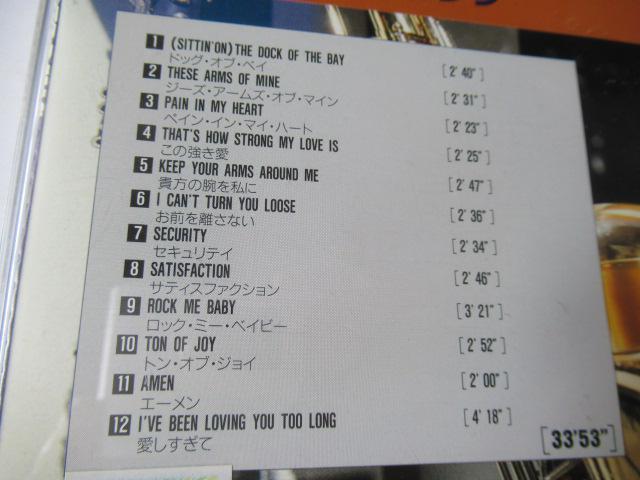 1 (SITTIN'ON) THE DOCK OF THE BAY [2'40"]
ドッグ・オブ・ベイ
2 THESE ARMS OF MINE [2'31"]
ジーズ・アームズ・オブ・マイン
3 PAIN IN MY HEART [2'23"]
ペイン・イン・マイ・ハート
4 THAT'S HOW STRONG MY LOVE IS [2'25"]
この強き愛
5 KEEP YOUR ARMS AROUND ME [2'47"]
貴方の腕を私に
6 I CAN'T TURN YOU LOOSE [2'36"]
お前を離さない
7 SECURITY [2'34"]
セキュリティ
8 SATISFACTION [2'46"]
サティスファクション
9 ROCK ME BABY [3'21"]
ロック・ミー・ベイビー
10 TON OF JOY [2'52"]
トン・オブ・ジョイ
11 AMEN [2'00"]
エーメン
12 I'VE BEEN LOVING YOU TOO LONG [4'18"]
愛しすぎて
[33'53"]